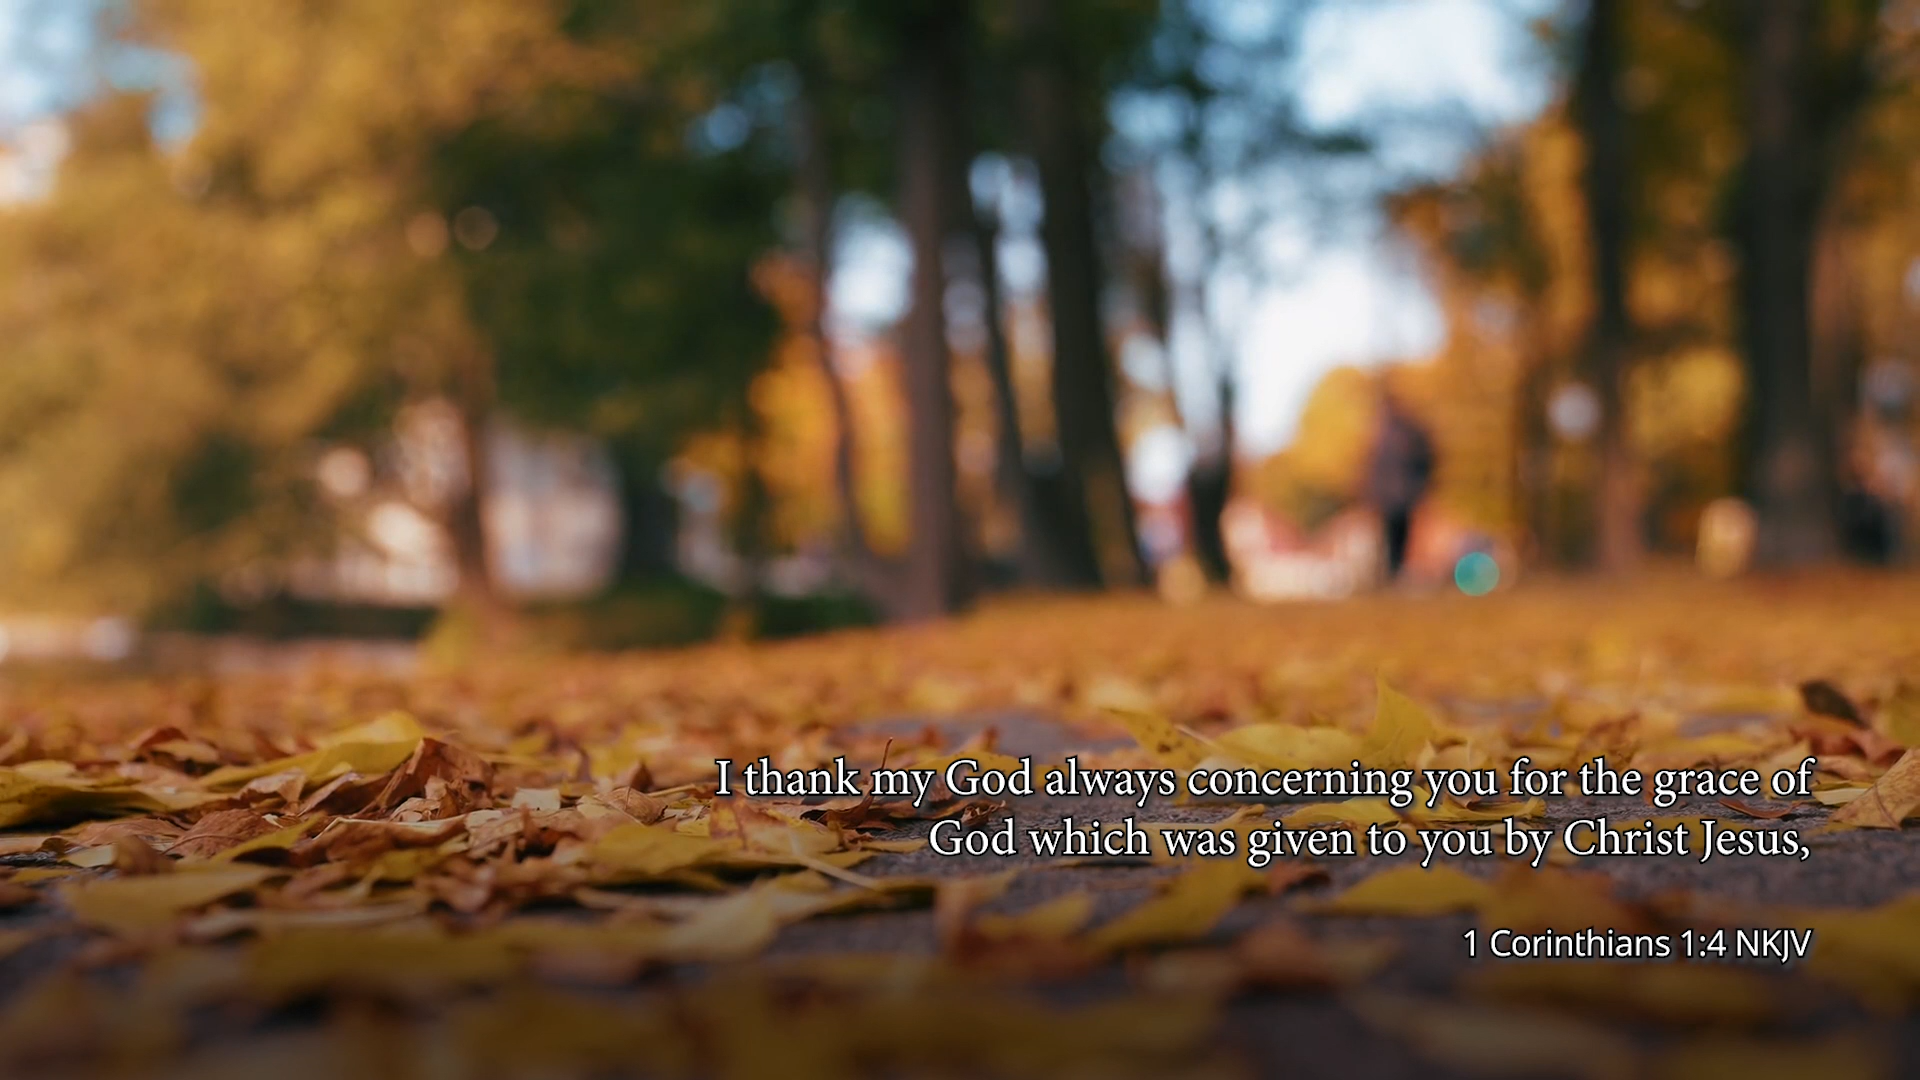 I thank my God always concerning you for the grace of
God which was given to you by Christ Jesus,
1 Corinthians 1:4 NKJV